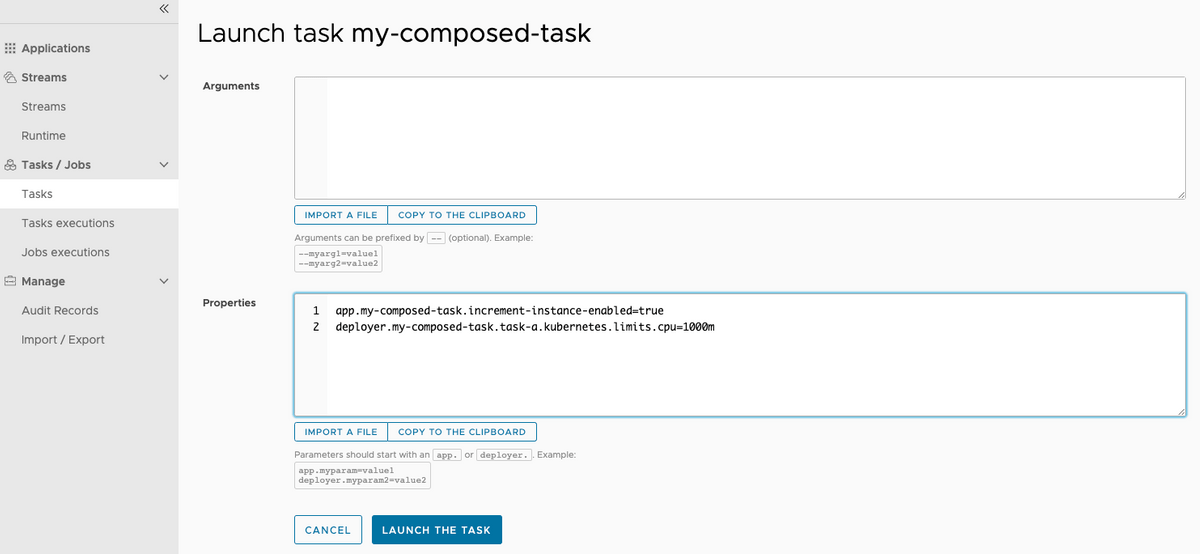 Launch task my-composed-task
Applications
Streams
Streams
Runtime
Tasks / Jobs
Tasks
Tasks executions
Jobs executions
Manage
Audit Records
Import / Export
Arguments
IMPORT A FILE COPY TO THE CLIPBOARD
Arguments can be prefixed by -- (optional). Example:
--myarg1=value1
--myarg2=value2
Properties
1 app.my-composed-task.increment-instance-enabled=true
2 deployer.my-composed-task.task-a.kubernetes.limits.cpu=1000m
IMPORT A FILE COPY TO THE CLIPBOARD
Parameters should start with an app. or deployer. . Example:
app.myparam=value1
deployer.myparam2=value2
CANCEL LAUNCH THE TASK